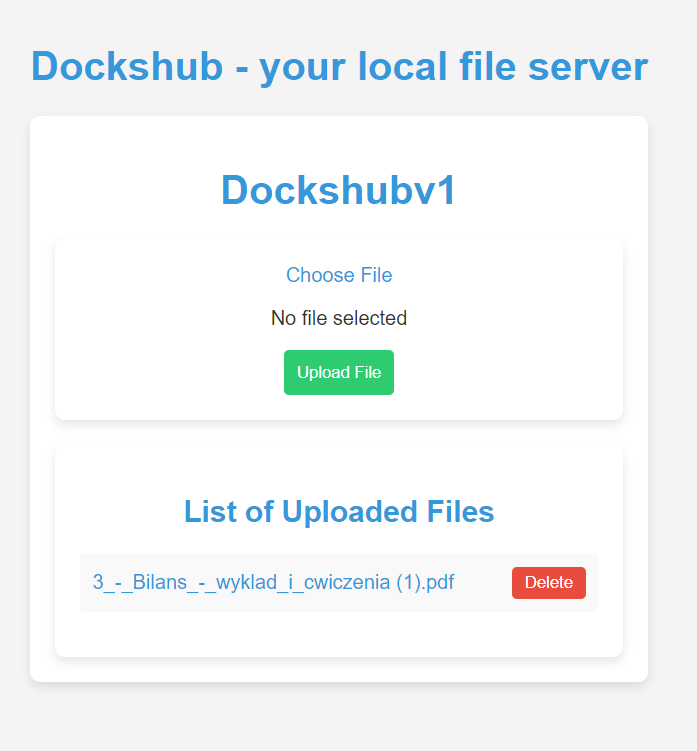 Dockshub - your local file server
Dockshubv1
Choose File
No file selected
Upload File
List of Uploaded Files
3_-_Bilans_-_wyklad_i_cwiczenia (1).pdf
Delete